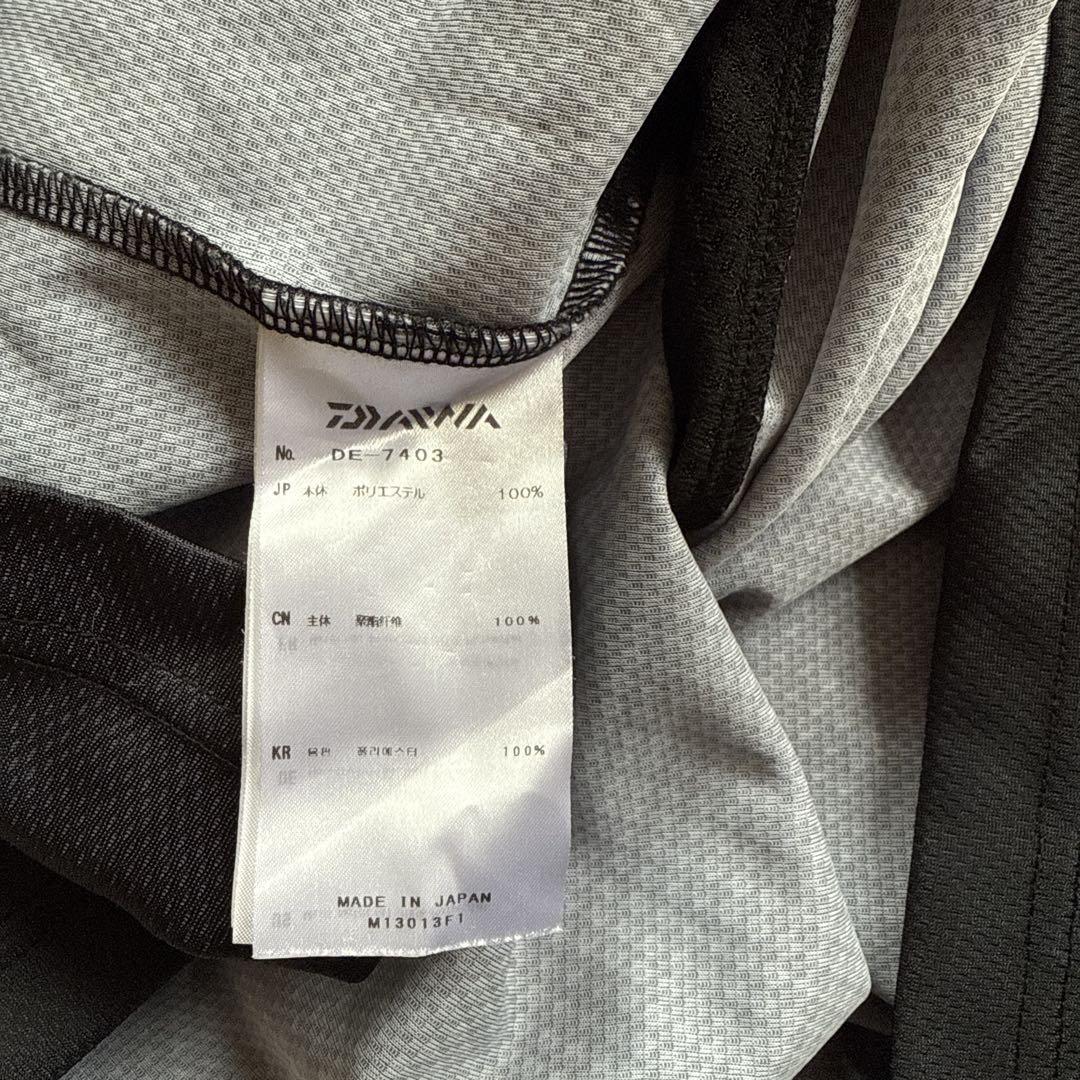 DAIWA
No. DE-7403
JP 本体 ポリエステル 100%
CN 主体 聚酯纤维 100%
KR 몸판 폴리에스터 100%
MADE IN JAPAN
M13013F1